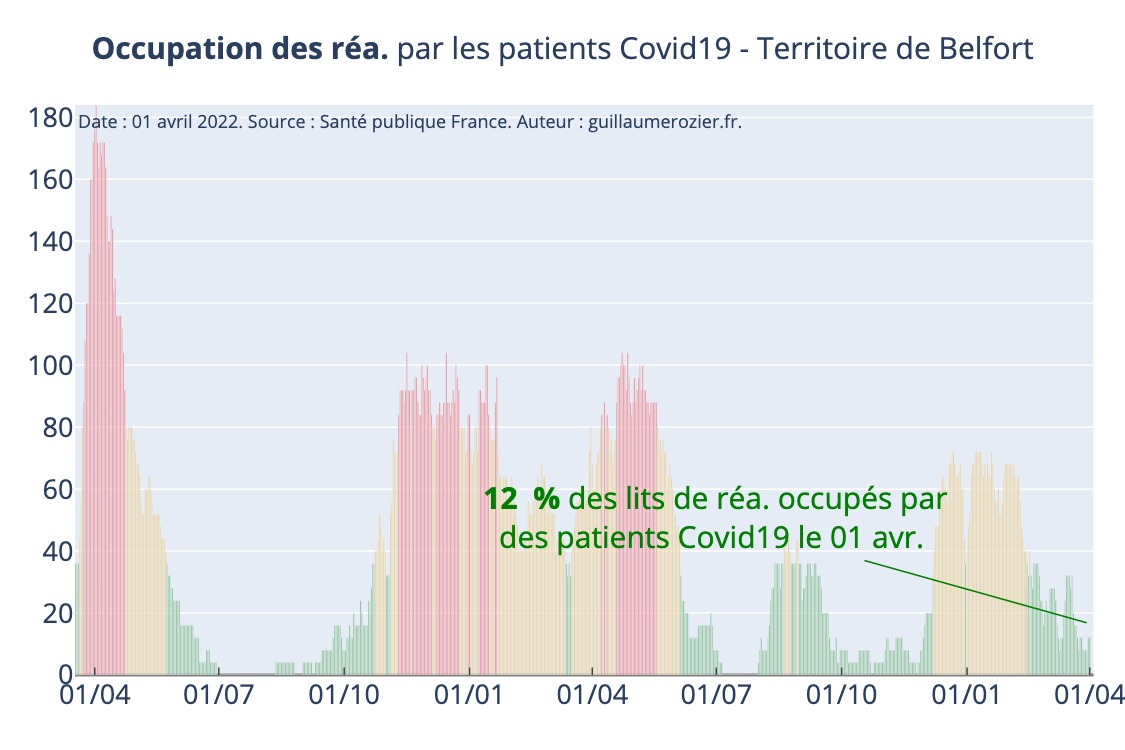 Occupation des réa. par les patients Covid19 - Territoire de Belfort
180
Date : 01 avril 2022. Source : Santé publique France. Auteur : guillaumerozier.fr.
160
140
120
100
80
60
12 % des lits de réa. occupés par
des patients Covid19 le 01 avr.
40
20
0
01/04 01/07 01/10 01/01 01/04 01/07 01/10 01/01 01/04